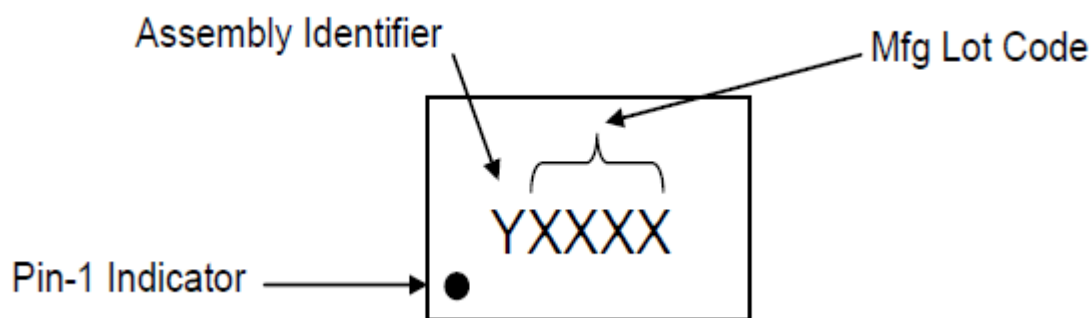 Assembly Identifier
Mfg Lot Code
YXXXX
Pin-1 Indicator